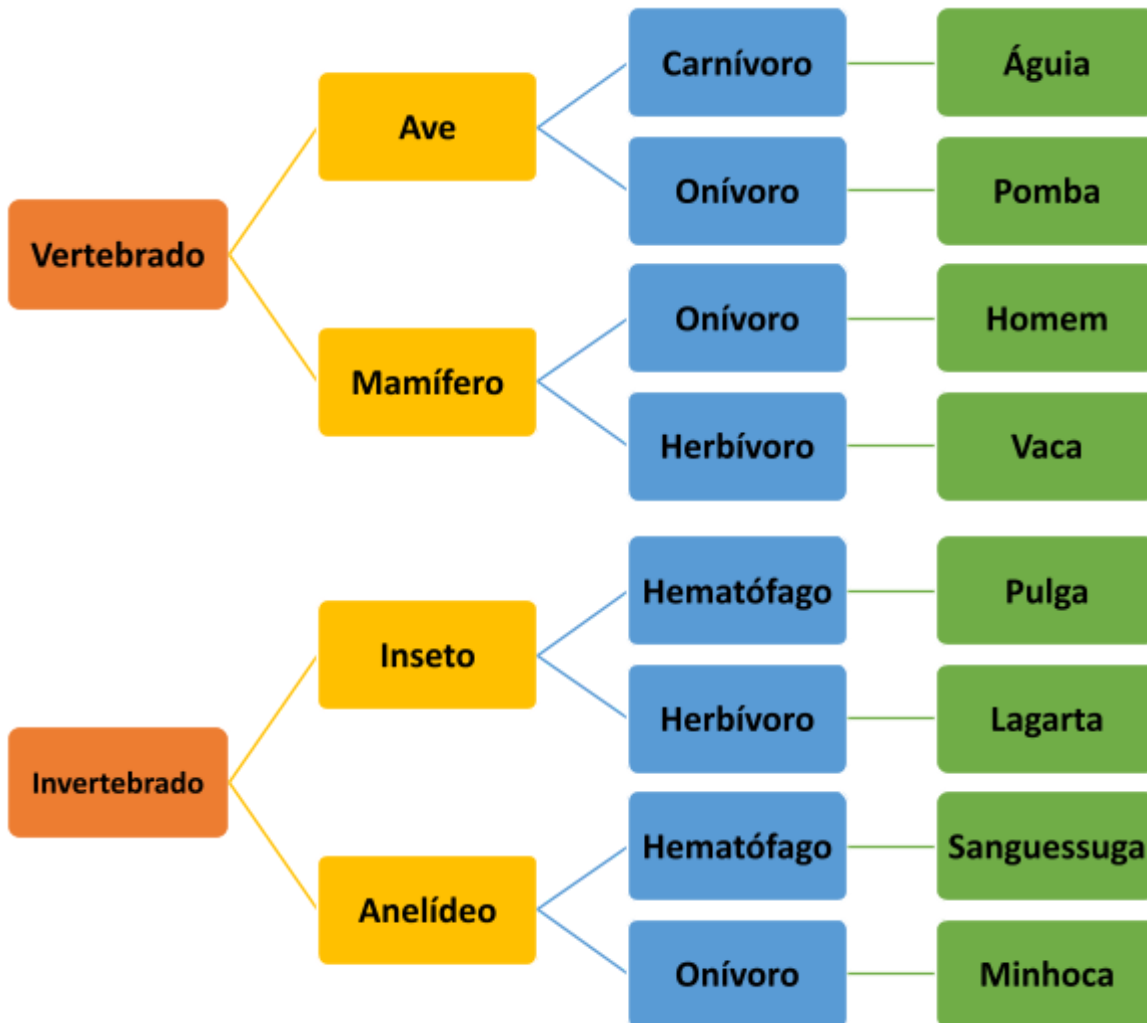 Carnívoro
Águia
Ave
Onívoro
Pomba
Vertebrado
Onívoro
Homem
Mamífero
Herbívoro
Vaca
Hematófago
Pulga
Inseto
Herbívoro
Lagarta
Invertebrado
Hematófago
Sanguessuga
Anelídeo
Onívoro
Minhoca